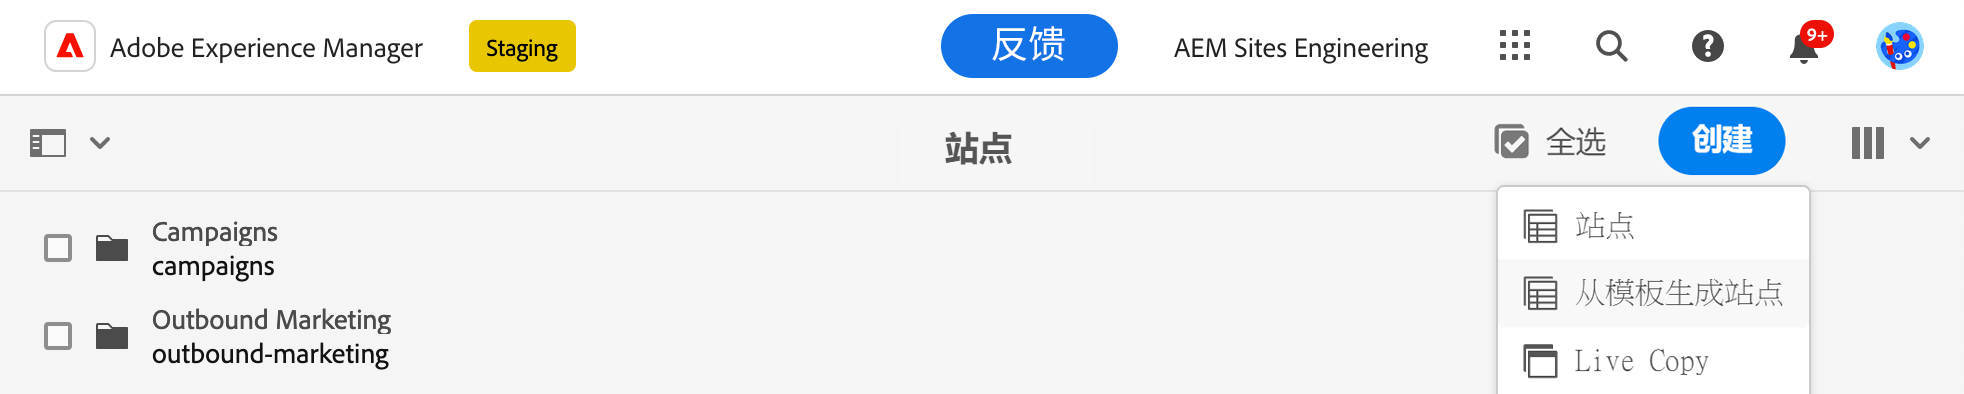 Adobe Experience Manager Staging 反馈 AEM Sites Engineering 9+
站点 全选 创建
Campaigns
campaigns
Outbound Marketing
outbound-marketing
站点
从模板生成站点
Live Copy